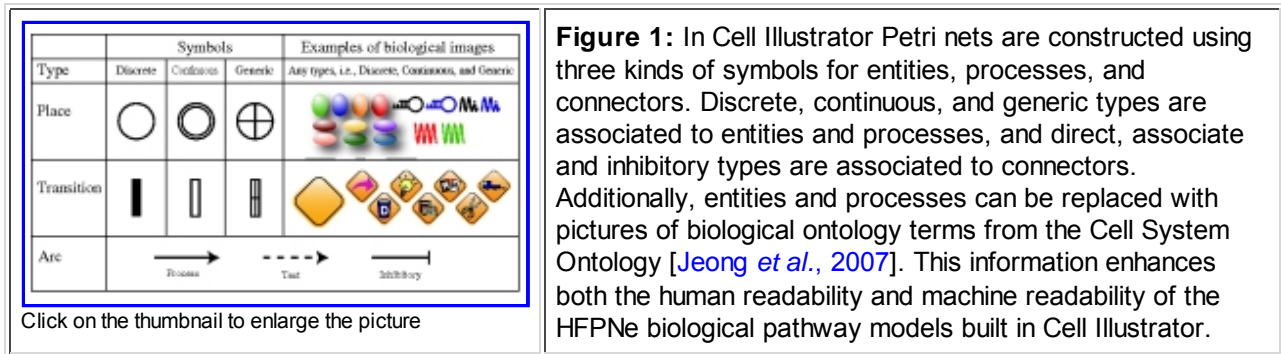 Symbols
Examples of biological images
Type
Discrete
Continuous
Generic
Any types, i.e., Discrete, Continuous, and Generic
Place
Transition
Arc
Process
Test
Inhibitory
Click on the thumbnail to enlarge the picture
Figure 1: In Cell Illustrator Petri nets are constructed using
three kinds of symbols for entities, processes, and
connectors. Discrete, continuous, and generic types are
associated to entities and processes, and direct, associate
and inhibitory types are associated to connectors.
Additionally, entities and processes can be replaced with
pictures of biological ontology terms from the Cell System
Ontology [Jeong et al., 2007]. This information enhances
both the human readability and machine readability of the
HFPNe biological pathway models built in Cell Illustrator.